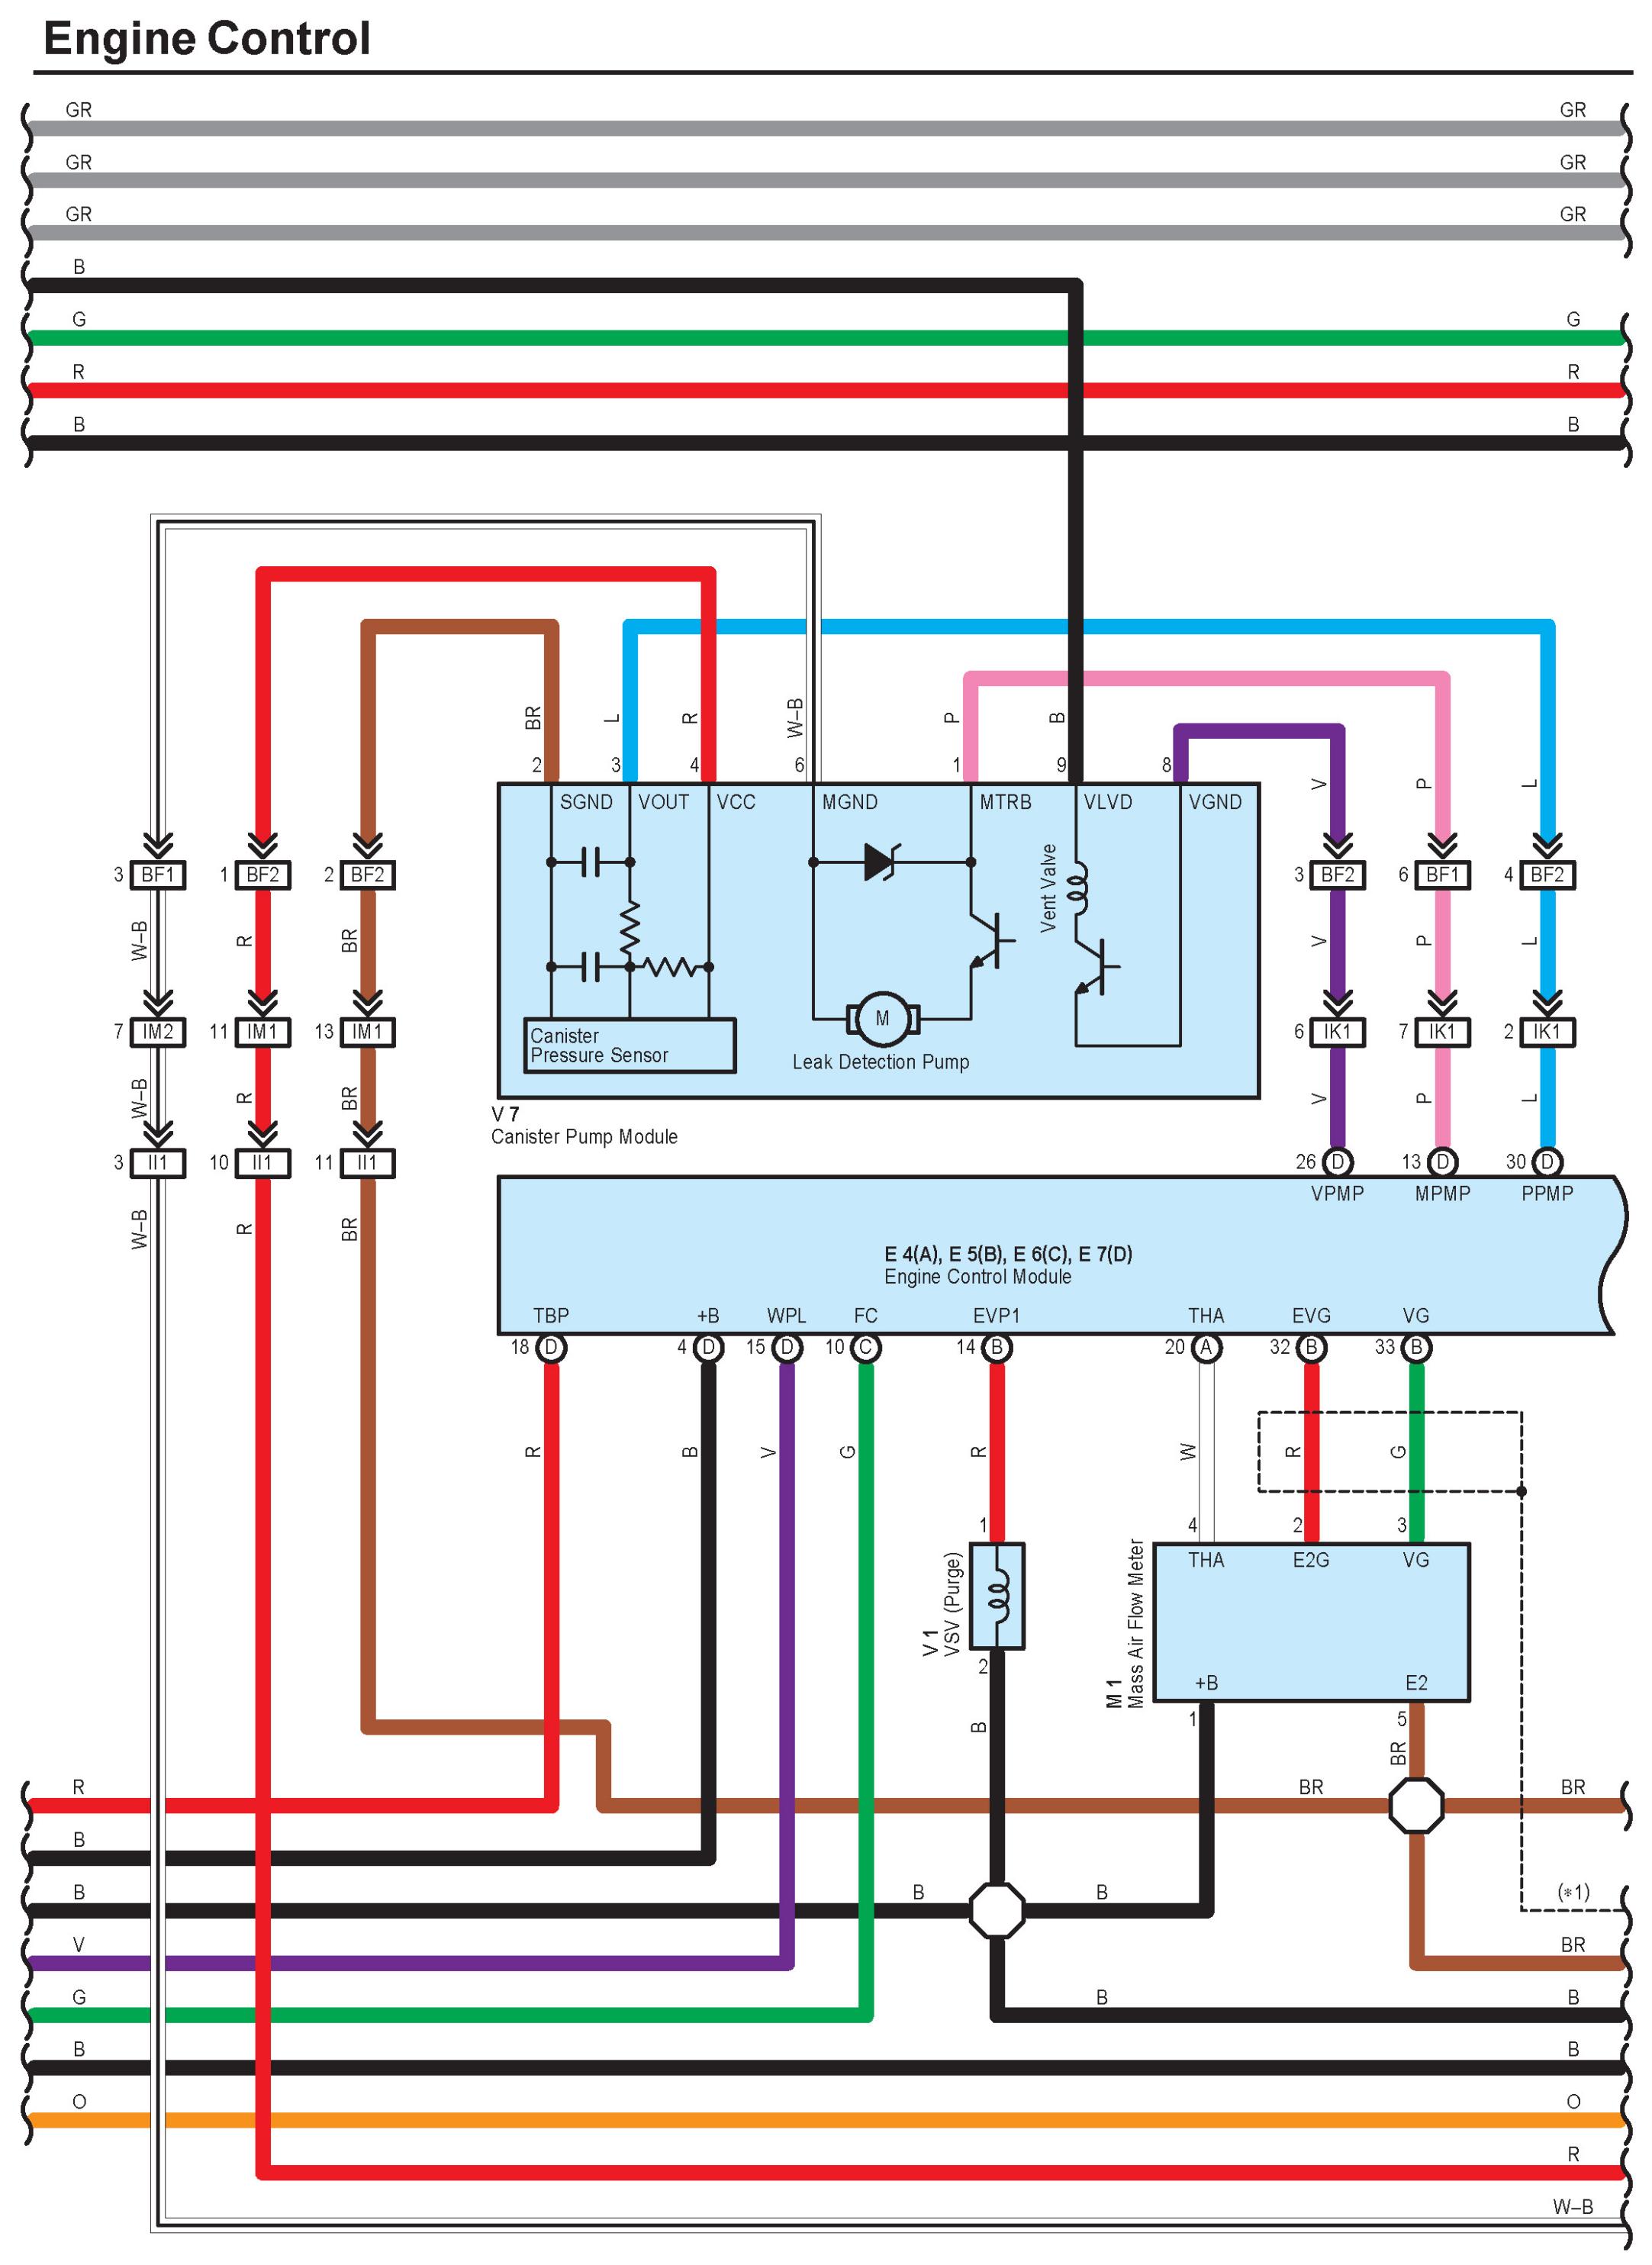 Engine Control
GR GR
GR GR
GR GR
B
G G
R R
B B
BR L R W–B P B
2 3 4 6 1 9 8
SGND VOUT VCC MGND MTRB VLVD VGND
V P L
Vent Valve
3 BF1 1 BF2 2 BF2 3 BF2 6 BF1 4 BF2
W–B R BR V P L
7 IM2 11 IM1 13 IM1 6 IK1 7 IK1 2 IK1
M
Canister
Pressure Sensor
Leak Detection Pump
W–B R BR V P L
V 7
Canister Pump Module
3 II1 10 II1 11 II1 26 D 13 D 30 D
VPMP MPMP PPMP
W–B R BR
E 4(A), E 5(B), E 6(C), E 7(D)
Engine Control Module
TBP +B WPL FC EVP1 THA EVG VG
18 D 4 D 15 D 10 C 14 B 20 A 32 B 33 B
R B V G R W R G
1 4 2 3
THA E2G VG
V 1
VSV (Purge)
M 1
Mass Air Flow Meter
2 +B E2
B 1 5
BR
R BR BR
B
B B B (*1)
V BR
G B B
B B
O O
R
W–B